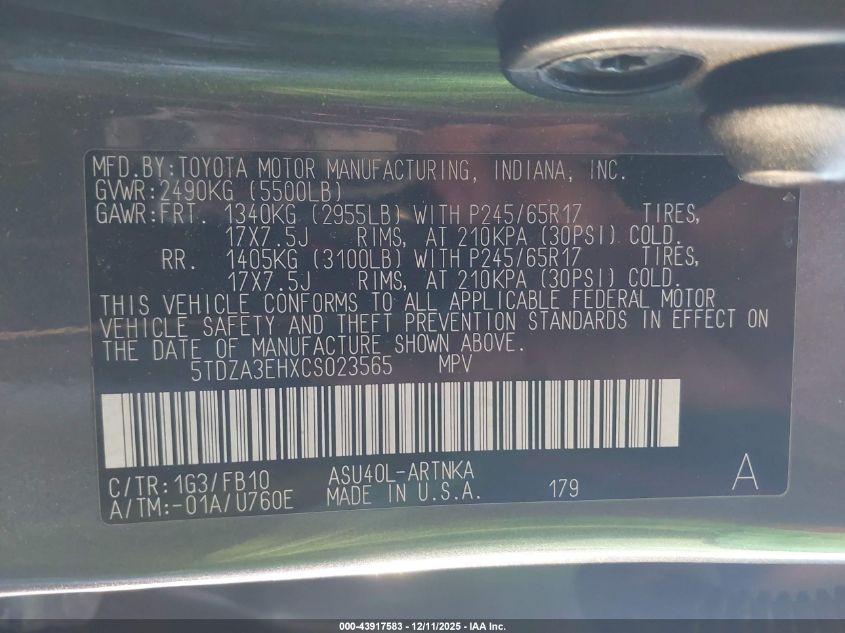 MFD.BY:TOYOTA MOTOR MANUFACTURING, INDIANA, INC.
GVWR:2490KG (5500LB)
GAWR:FRT. 1340KG (2955LB) WITH P245/65R17 TIRES,
17X7.5J RIMS, AT 210KPA (30PSI) COLD.
RR. 1405KG (3100LB) WITH P245/65R17 TIRES,
17X7.5J RIMS, AT 210KPA (30PSI) COLD.
THIS VEHICLE CONFORMS TO ALL APPLICABLE FEDERAL MOTOR
VEHICLE SAFETY AND THEFT PREVENTION STANDARDS IN EFFECT ON
THE DATE OF MANUFACTURE SHOWN ABOVE.
5TDZA3EHXCS023565 MPV
C/TR:1G3/FB10 ASU40L-ARTNKA
A/TM:-01A/U760E MADE IN U.S.A. 179 A
000-43917583 - 12/11/2025 - IAA Inc.